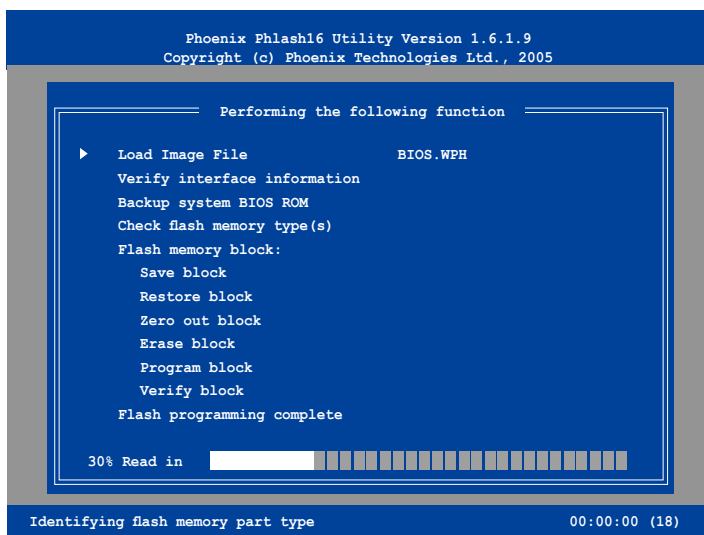 Phoenix Phlash16 Utility Version 1.6.1.9
Copyright (c) Phoenix Technologies Ltd., 2005
Performing the following function
Load Image File BIOS.WPH
Verify interface information
Backup system BIOS ROM
Check flash memory type(s)
Flash memory block:
Save block
Restore block
Zero out block
Erase block
Program block
Verify block
Flash programming complete
30% Read in
Identifying flash memory part type 00:00:00 (18)